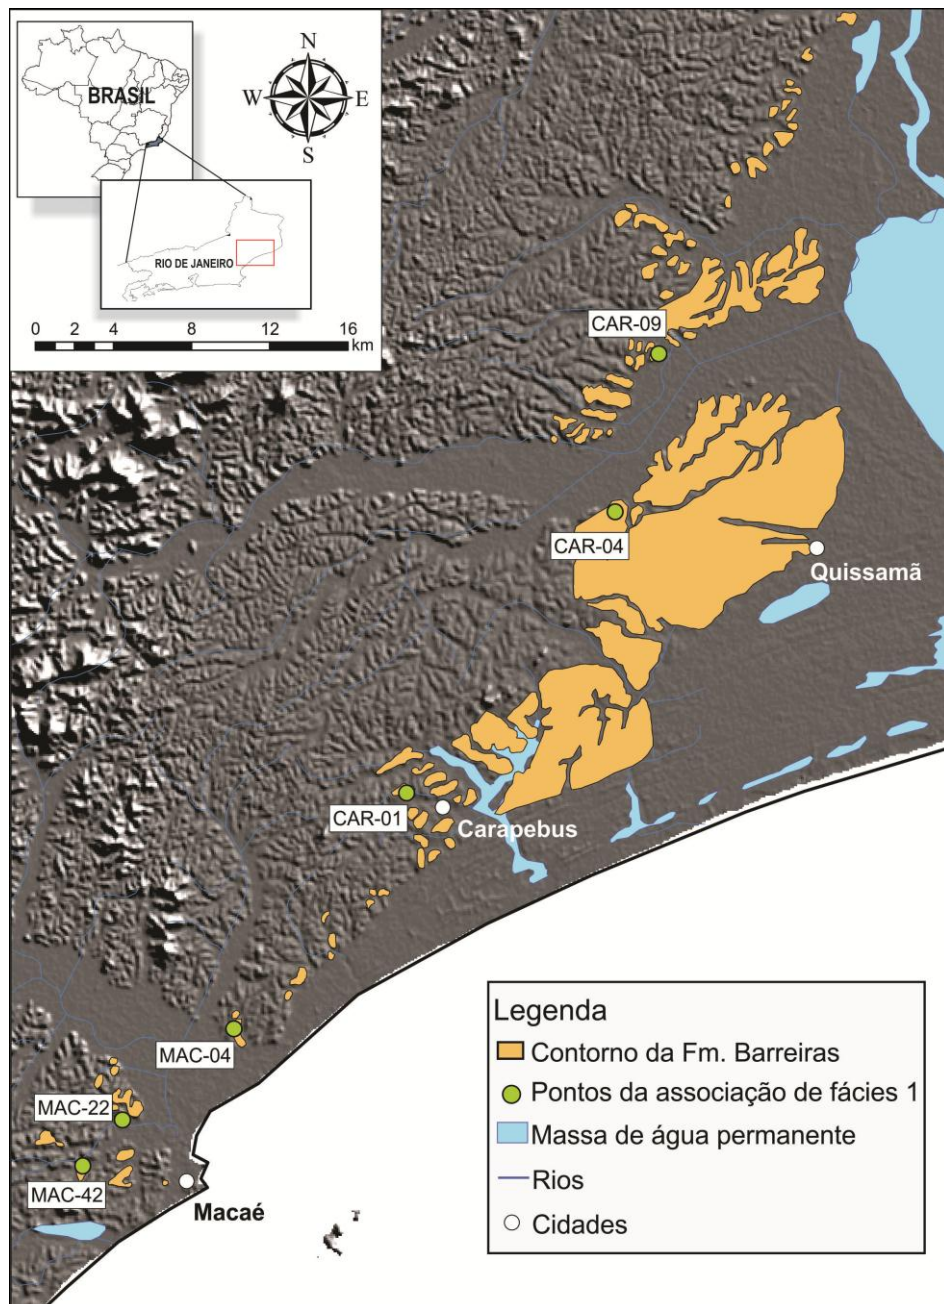 BRASIL
N
W E
S
RIO DE JANEIRO
0 4 8 12 16
km
CAR-09
CAR-04
Quissamã
CAR-01
Carapebus
MAC-04
MAC-22
MAC-42
Macaé
Legenda
Contorno da Fm. Barreiras
Pontos da associação de fácies 1
Massa de água permanente
Rios
Cidades